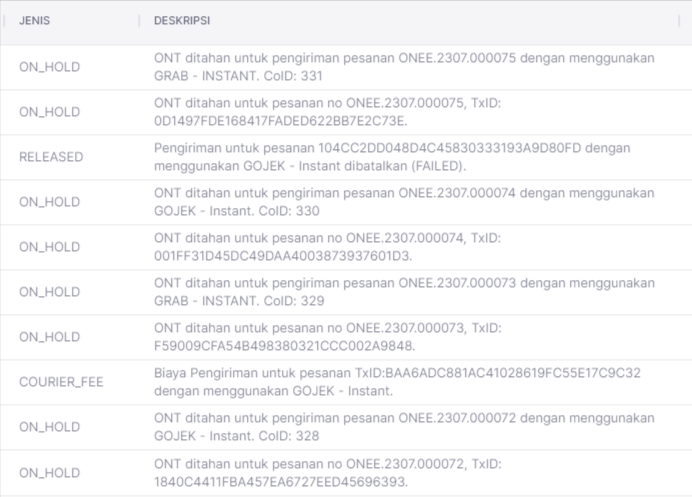 JENIS DESKRIPSI
ON_HOLD
ONT ditahan untuk pengiriman pesanan ONEE.2307.000075 dengan menggunakan
GRAB - INSTANT. CoID: 331
ON_HOLD
ONT ditahan untuk pesanan no ONEE.2307.000075, TxID:
0D1497FDE168417FADED622BB7E2C73E.
RELEASED
Pengiriman untuk pesanan 104CC2DD048D4C45830333193A9D80FD dengan
menggunakan GOJEK - Instant dibatalkan (FAILED).
ON_HOLD
ONT ditahan untuk pengiriman pesanan ONEE.2307.000074 dengan menggunakan
GOJEK - Instant. CoID: 330
ON_HOLD
ONT ditahan untuk pesanan no ONEE.2307.000074, TxID:
001FF31D45DC49DAA4003873937601D3.
ON_HOLD
ONT ditahan untuk pengiriman pesanan ONEE.2307.000073 dengan menggunakan
GRAB - INSTANT. CoID: 329
ON_HOLD
ONT ditahan untuk pesanan no ONEE.2307.000073, TxID:
F59009CFA54B498380321CCC002A9848.
COURIER_FEE
Biaya Pengiriman untuk pesanan TxID:BAA6ADC881AC41028619FC55E17C9C32
dengan menggunakan GOJEK - Instant.
ON_HOLD
ONT ditahan untuk pengiriman pesanan ONEE.2307.000072 dengan menggunakan
GOJEK - Instant. CoID: 328
ON_HOLD
ONT ditahan untuk pesanan no ONEE.2307.000072, TxID:
1840C4411FBA457EA6727EED45696393.